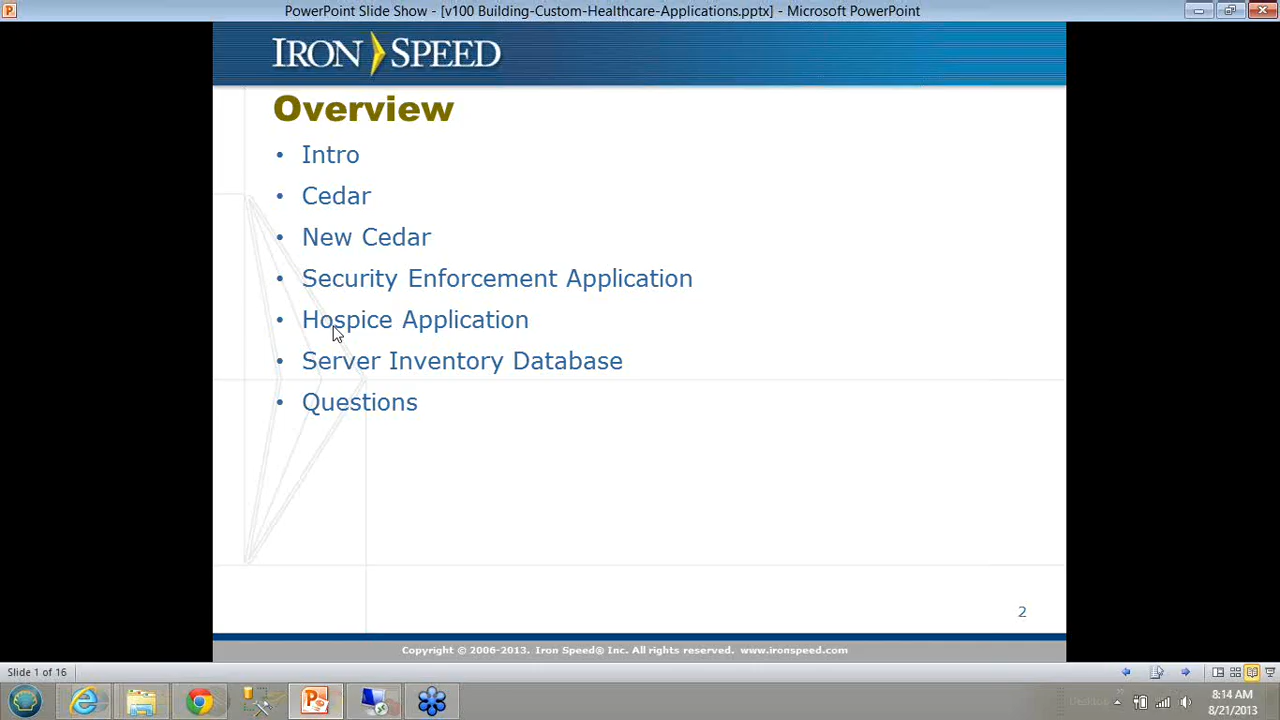 PowerPoint Slide Show - [v100 Building-Custom-Healthcare-Applications.pptx] - Microsoft PowerPoint
IRON SPEED
Overview
• Intro
• Cedar
• New Cedar
• Security Enforcement Application
• Hospice Application
• Server Inventory Database
• Questions
2
Copyright © 2006-2013. Iron Speed® Inc. All rights reserved. www.ironspeed.com
Slide 1 of 16
Desktop
8:14 AM
8/21/2013